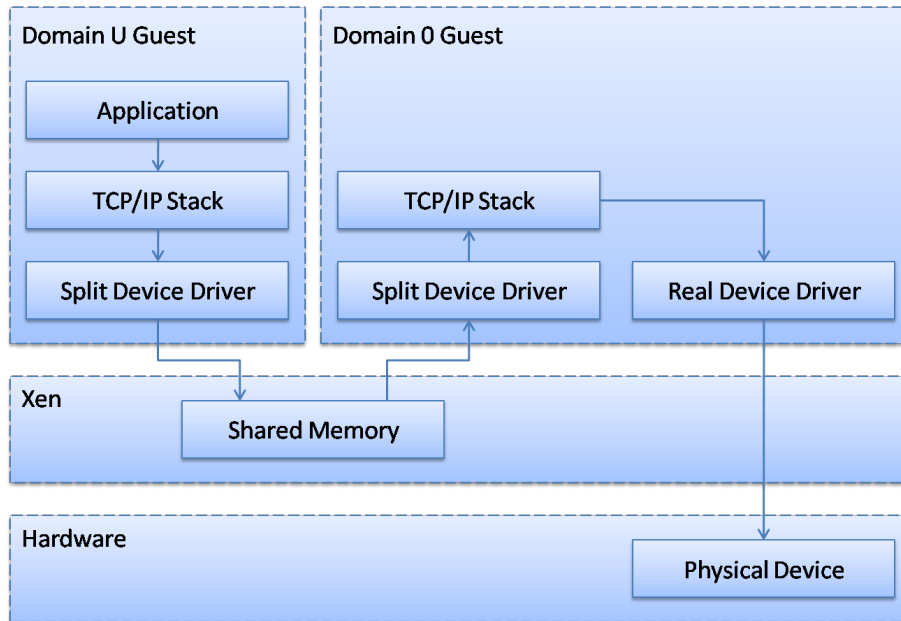 Domain U Guest
Application
TCP/IP Stack
Split Device Driver
Domain 0 Guest
TCP/IP Stack
Split Device Driver
Real Device Driver
Xen
Shared Memory
Hardware
Physical Device